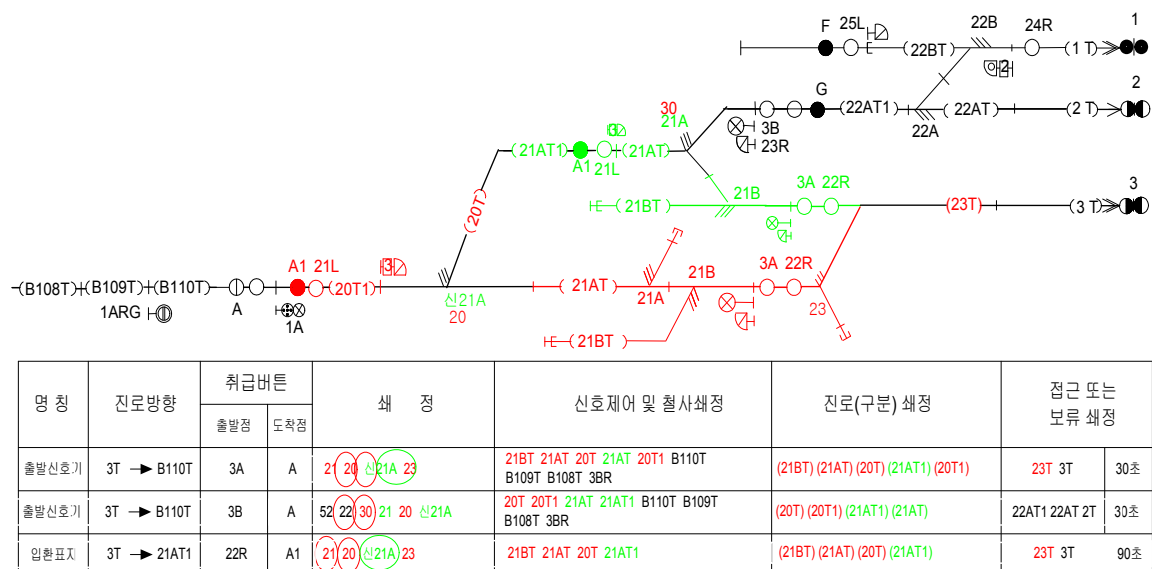 F 25L 22B 24R 1
(22BT) (1 T)
2
G 2
30
21A (22AT1) (22AT) (2 T)
3B 22A
23R
3
(21AT1) (21AT)
A1 21L
21B 3A 22R 3
(21BT) (23T) (3 T)
(20T)
A1 21L 3 21B 3A 22R
(B108T) (B109T) (B110T) (20T1) (21AT)
신21A 21A
1ARG A 1A 20 23
(21BT)
명 칭 진로방향 취급버튼 쇄 정 신호제어 및 철사쇄정 진로(구분) 쇄정 접근 또는
출발점 도착점 보류 쇄정
출발신호기 3T → B110T 3A A 21 20 신21A 23 21BT 21AT 20T 21AT 20T1 B110T (21BT) (21AT) (20T) (21AT1) (20T1) 23T 3T 30초
B109T B108T 3BR
출발신호기 3T → B110T 3B A 52 22 30 21 20 신21A 20T 20T1 21AT 21AT1 B110T B109T (20T) (20T1) (21AT1) (21AT) 22AT1 22AT 2T 30초
B108T 3BR
입환표지 3T → 21AT1 22R A1 21 20 신21A 23 21BT 21AT 20T 21AT1 (21BT) (21AT) (20T) (21AT1) 23T 3T 90초